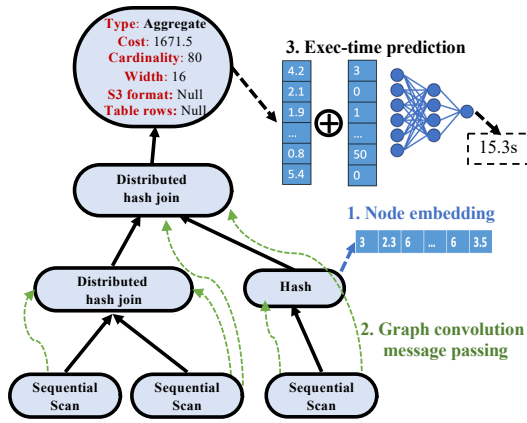 Type: Aggregate
Cost: 1671.5
Cardinality: 80
Width: 16
S3 format: Null
Table rows: Null
3. Exec-time prediction
4.2
2.1
1.9
...
0.8
5.4
3
0
1
...
50
0
15.3s
Distributed
hash join
1. Node embedding
3 2.3 6 ... 6 3.5
Distributed
hash join
Hash
2. Graph convolution
message passing
Sequential
Scan
Sequential
Scan
Sequential
Scan